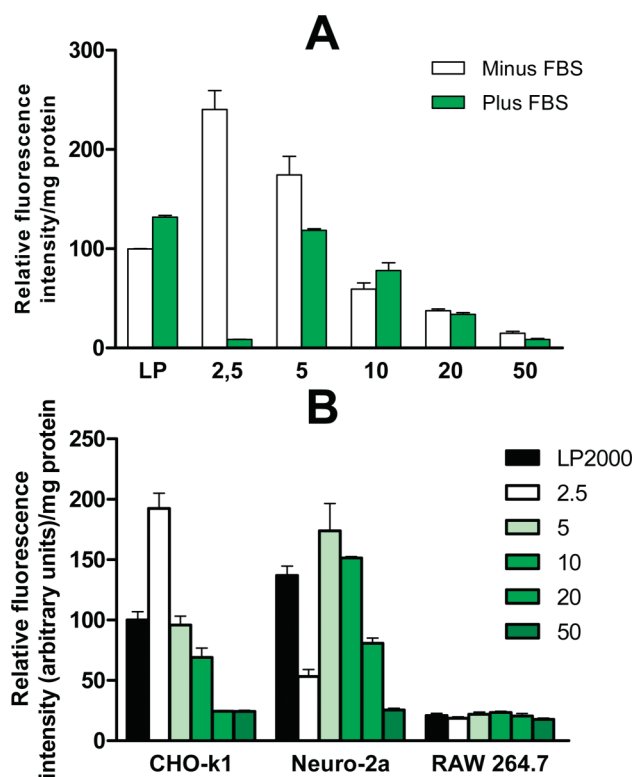 A
Relative fluorescence
intensity/mg protein
300
200
100
0
Minus FBS
Plus FBS
LP 2,5 5 10 20 50
B
Relative fluorescence
intensity (arbitrary units)/mg protein
250
200
150
100
50
0
LP2000
2.5
5
10
20
50
CHO-k1 Neuro-2a RAW 264.7